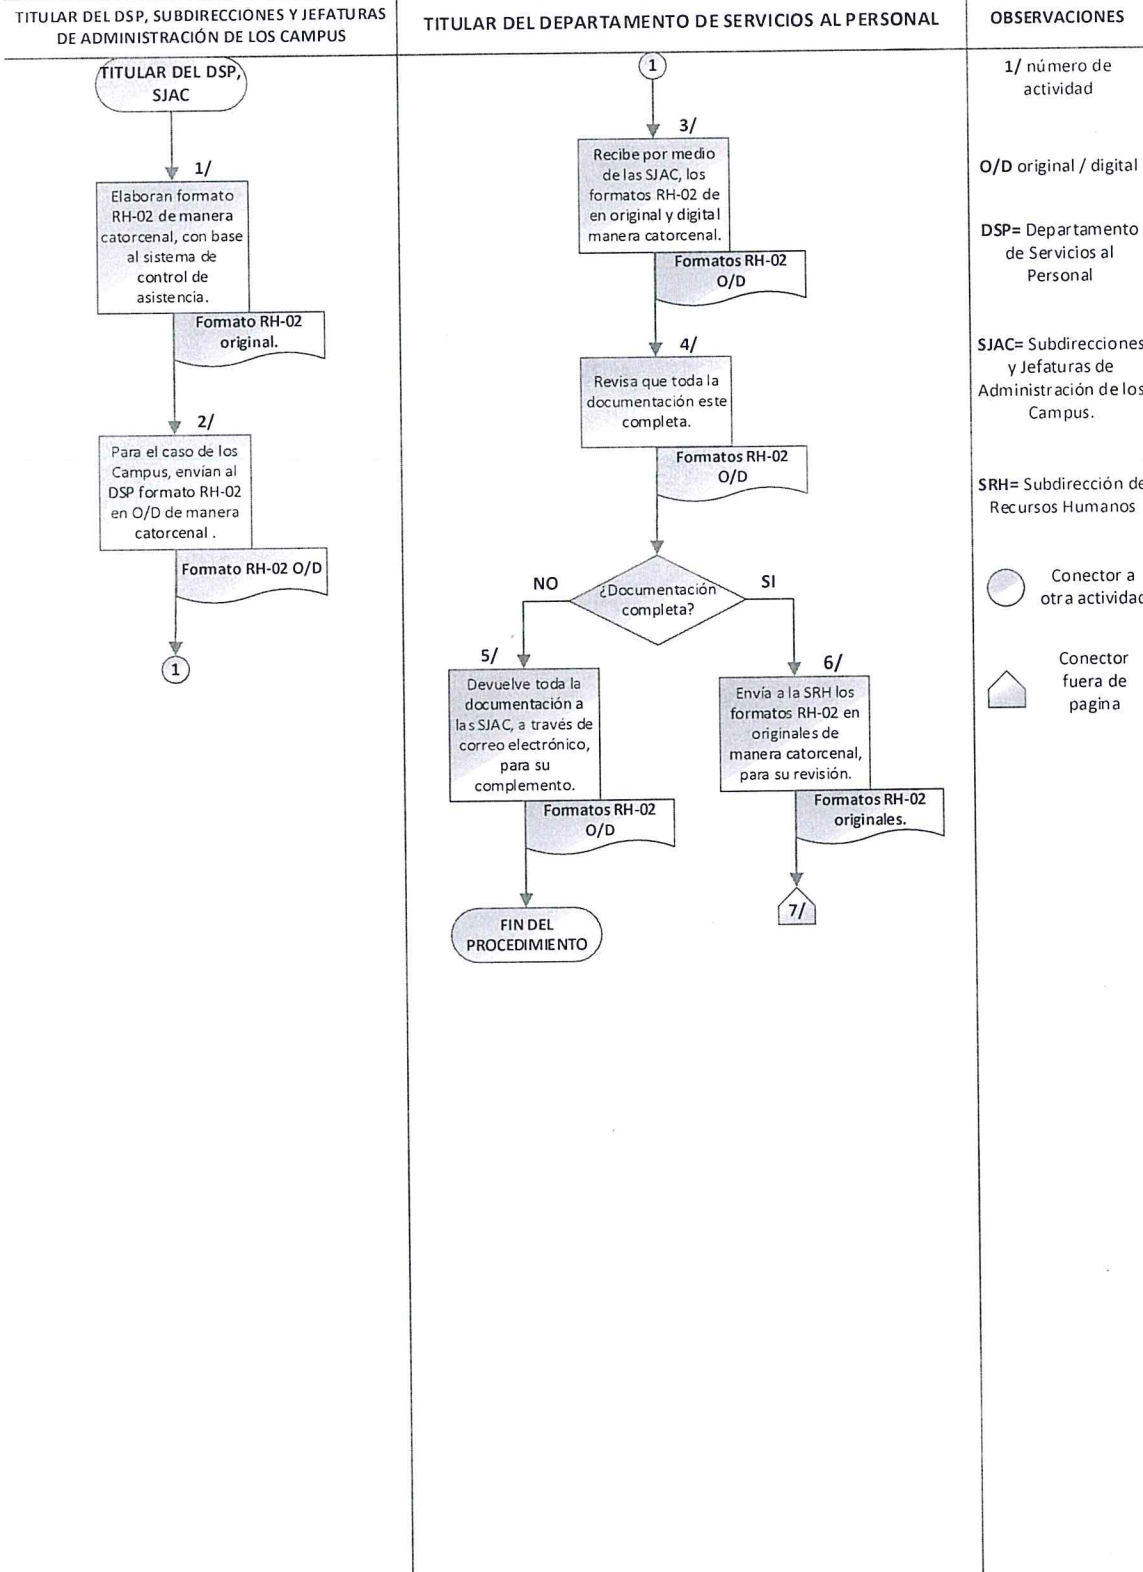 TITULAR DEL DSP, SUBDIRECCIONES Y JEFATURAS
DE ADMINISTRACIÓN DE LOS CAMPUS
TITULAR DEL DSP,
SJAC
1/
Elaboran formato
RH-02 de manera
catorcenal, con base
al sistema de
control de
asistencia.
Formato RH-02
original.
2/
Para el caso de los
Campus, envían al
DSP formato RH-02
en O/D de manera
catorcenal .
Formato RH-02 O/D
1
TITULAR DEL DEPARTAMENTO DE SERVICIOS AL PERSONAL
1
3/
Recibe por medio
de las SJAC, los
formatos RH-02 de
en original y digital
manera catorcenal.
Formatos RH-02
O/D
4/
Revisa que toda la
documentación este
completa.
Formatos RH-02
O/D
¿Documentación
completa?
NO
SI
5/
Devuelve toda la
documentación a
las SJAC, a través de
correo electrónico,
para su
complemento.
Formatos RH-02
O/D
FIN DEL
PROCEDIMIENTO
6/
Envía a la SRH los
formatos RH-02 en
originales de
manera catorcenal,
para su revisión.
Formatos RH-02
originales.
7/
OBSERVACIONES
1/ número de
actividad
O/D original / digital
DSP= Departamento
de Servicios al
Personal
SJAC= Subdirecciones
y Jefaturas de
Administración de los
Campus.
SRH= Subdirección de
Recursos Humanos
Conector a
otra actividad
Conector
fuera de
pagina